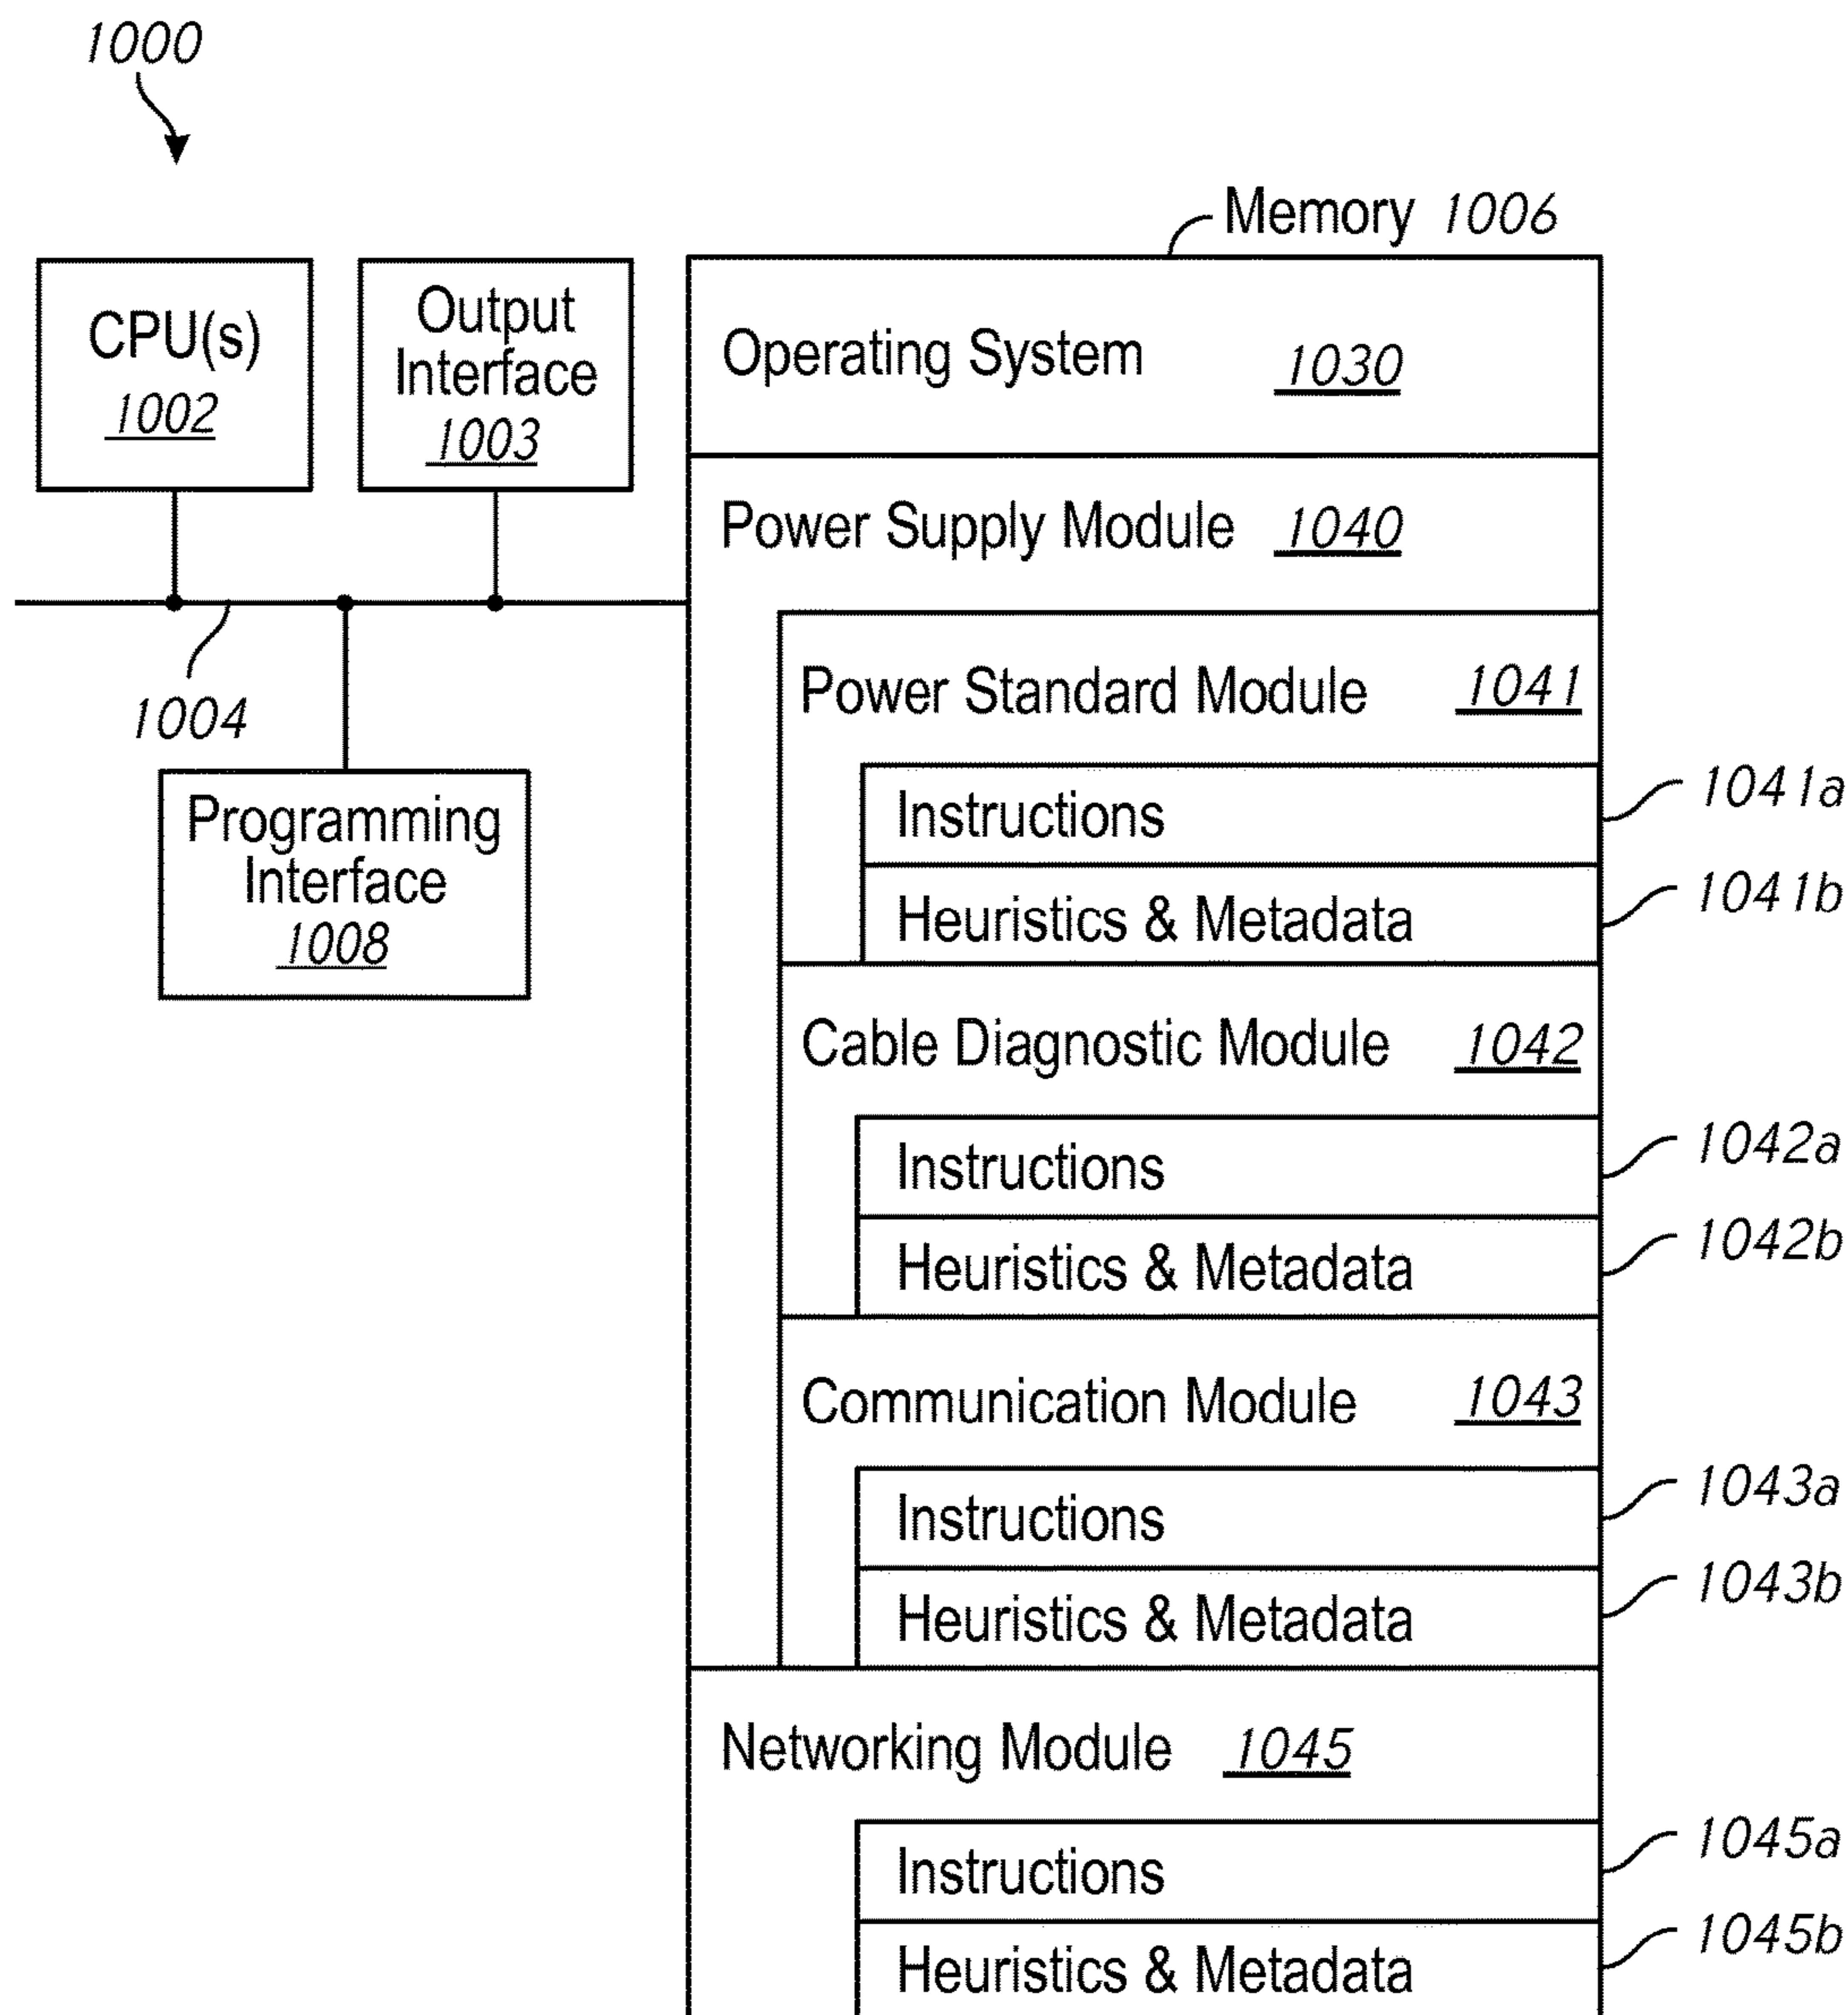 1000
Memory 1006
CPU(s)
1002
Output
Interface
1003
1004
Programming
Interface
1008
Operating System 1030
Power Supply Module 1040
Power Standard Module 1041
Instructions 1041a
Heuristics & Metadata 1041b
Cable Diagnostic Module 1042
Instructions 1042a
Heuristics & Metadata 1042b
Communication Module 1043
Instructions 1043a
Heuristics & Metadata 1043b
Networking Module 1045
Instructions 1045a
Heuristics & Metadata 1045b